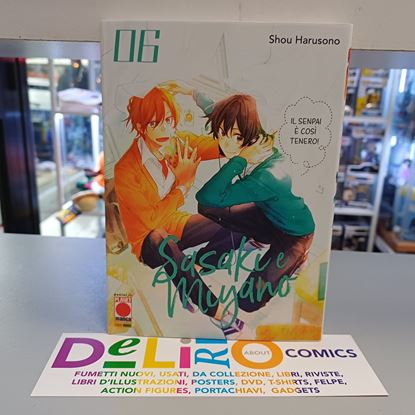 06
Shou Harusono
IL SENPAI
È COSÌ
TENERO!
Sasaki e
Miyano
PLANET
manga
DeLiRiO ABOUT COMICS
FUMETTI NUOVI, USATI, DA COLLEZIONE, LIBRI, RIVISTE,
LIBRI D'ILLUSTRAZIONI, POSTERS, DVD, T-SHIRTS, FELPE,
ACTION FIGURES, PORTACHIAVI, GADGETS